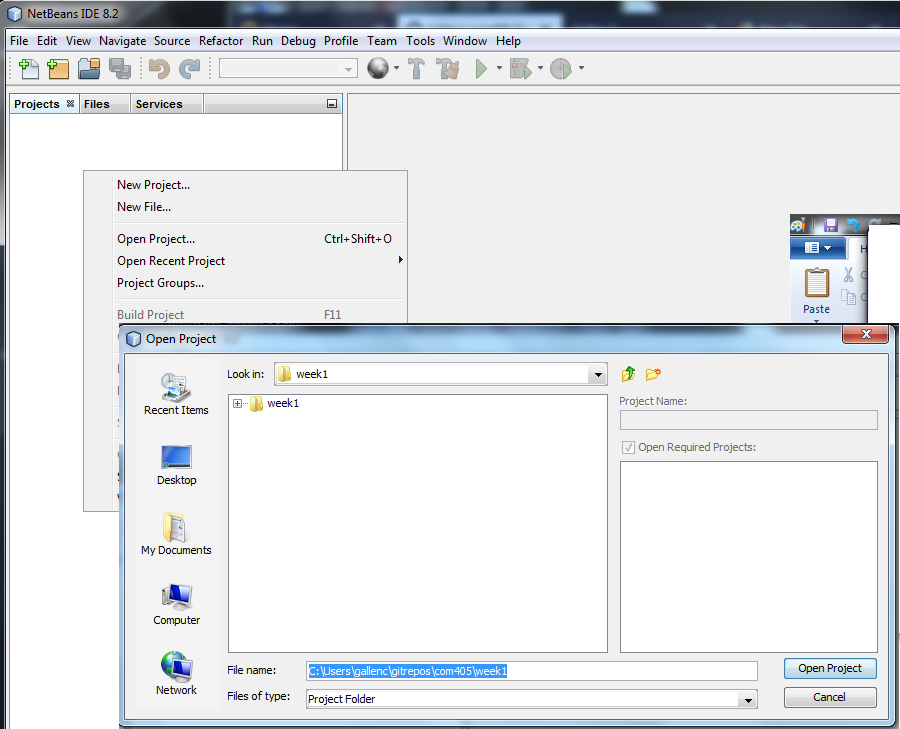 NetBeans IDE 8.2
File Edit View Navigate Source Refactor Run Debug Profile Team Tools Window Help
Projects Files Services
New Project...
New File...
Open Project... Ctrl+Shift+O
Open Recent Project
Project Groups...
Build Project F11
Paste
Open Project
Look in: week1
week1
Recent Items
Desktop
My Documents
Computer
Network
Project Name:
Open Required Projects:
File name: C:\Users\gallenc\gitrepos\com405\week1
Files of type: Project Folder
Open Project
Cancel